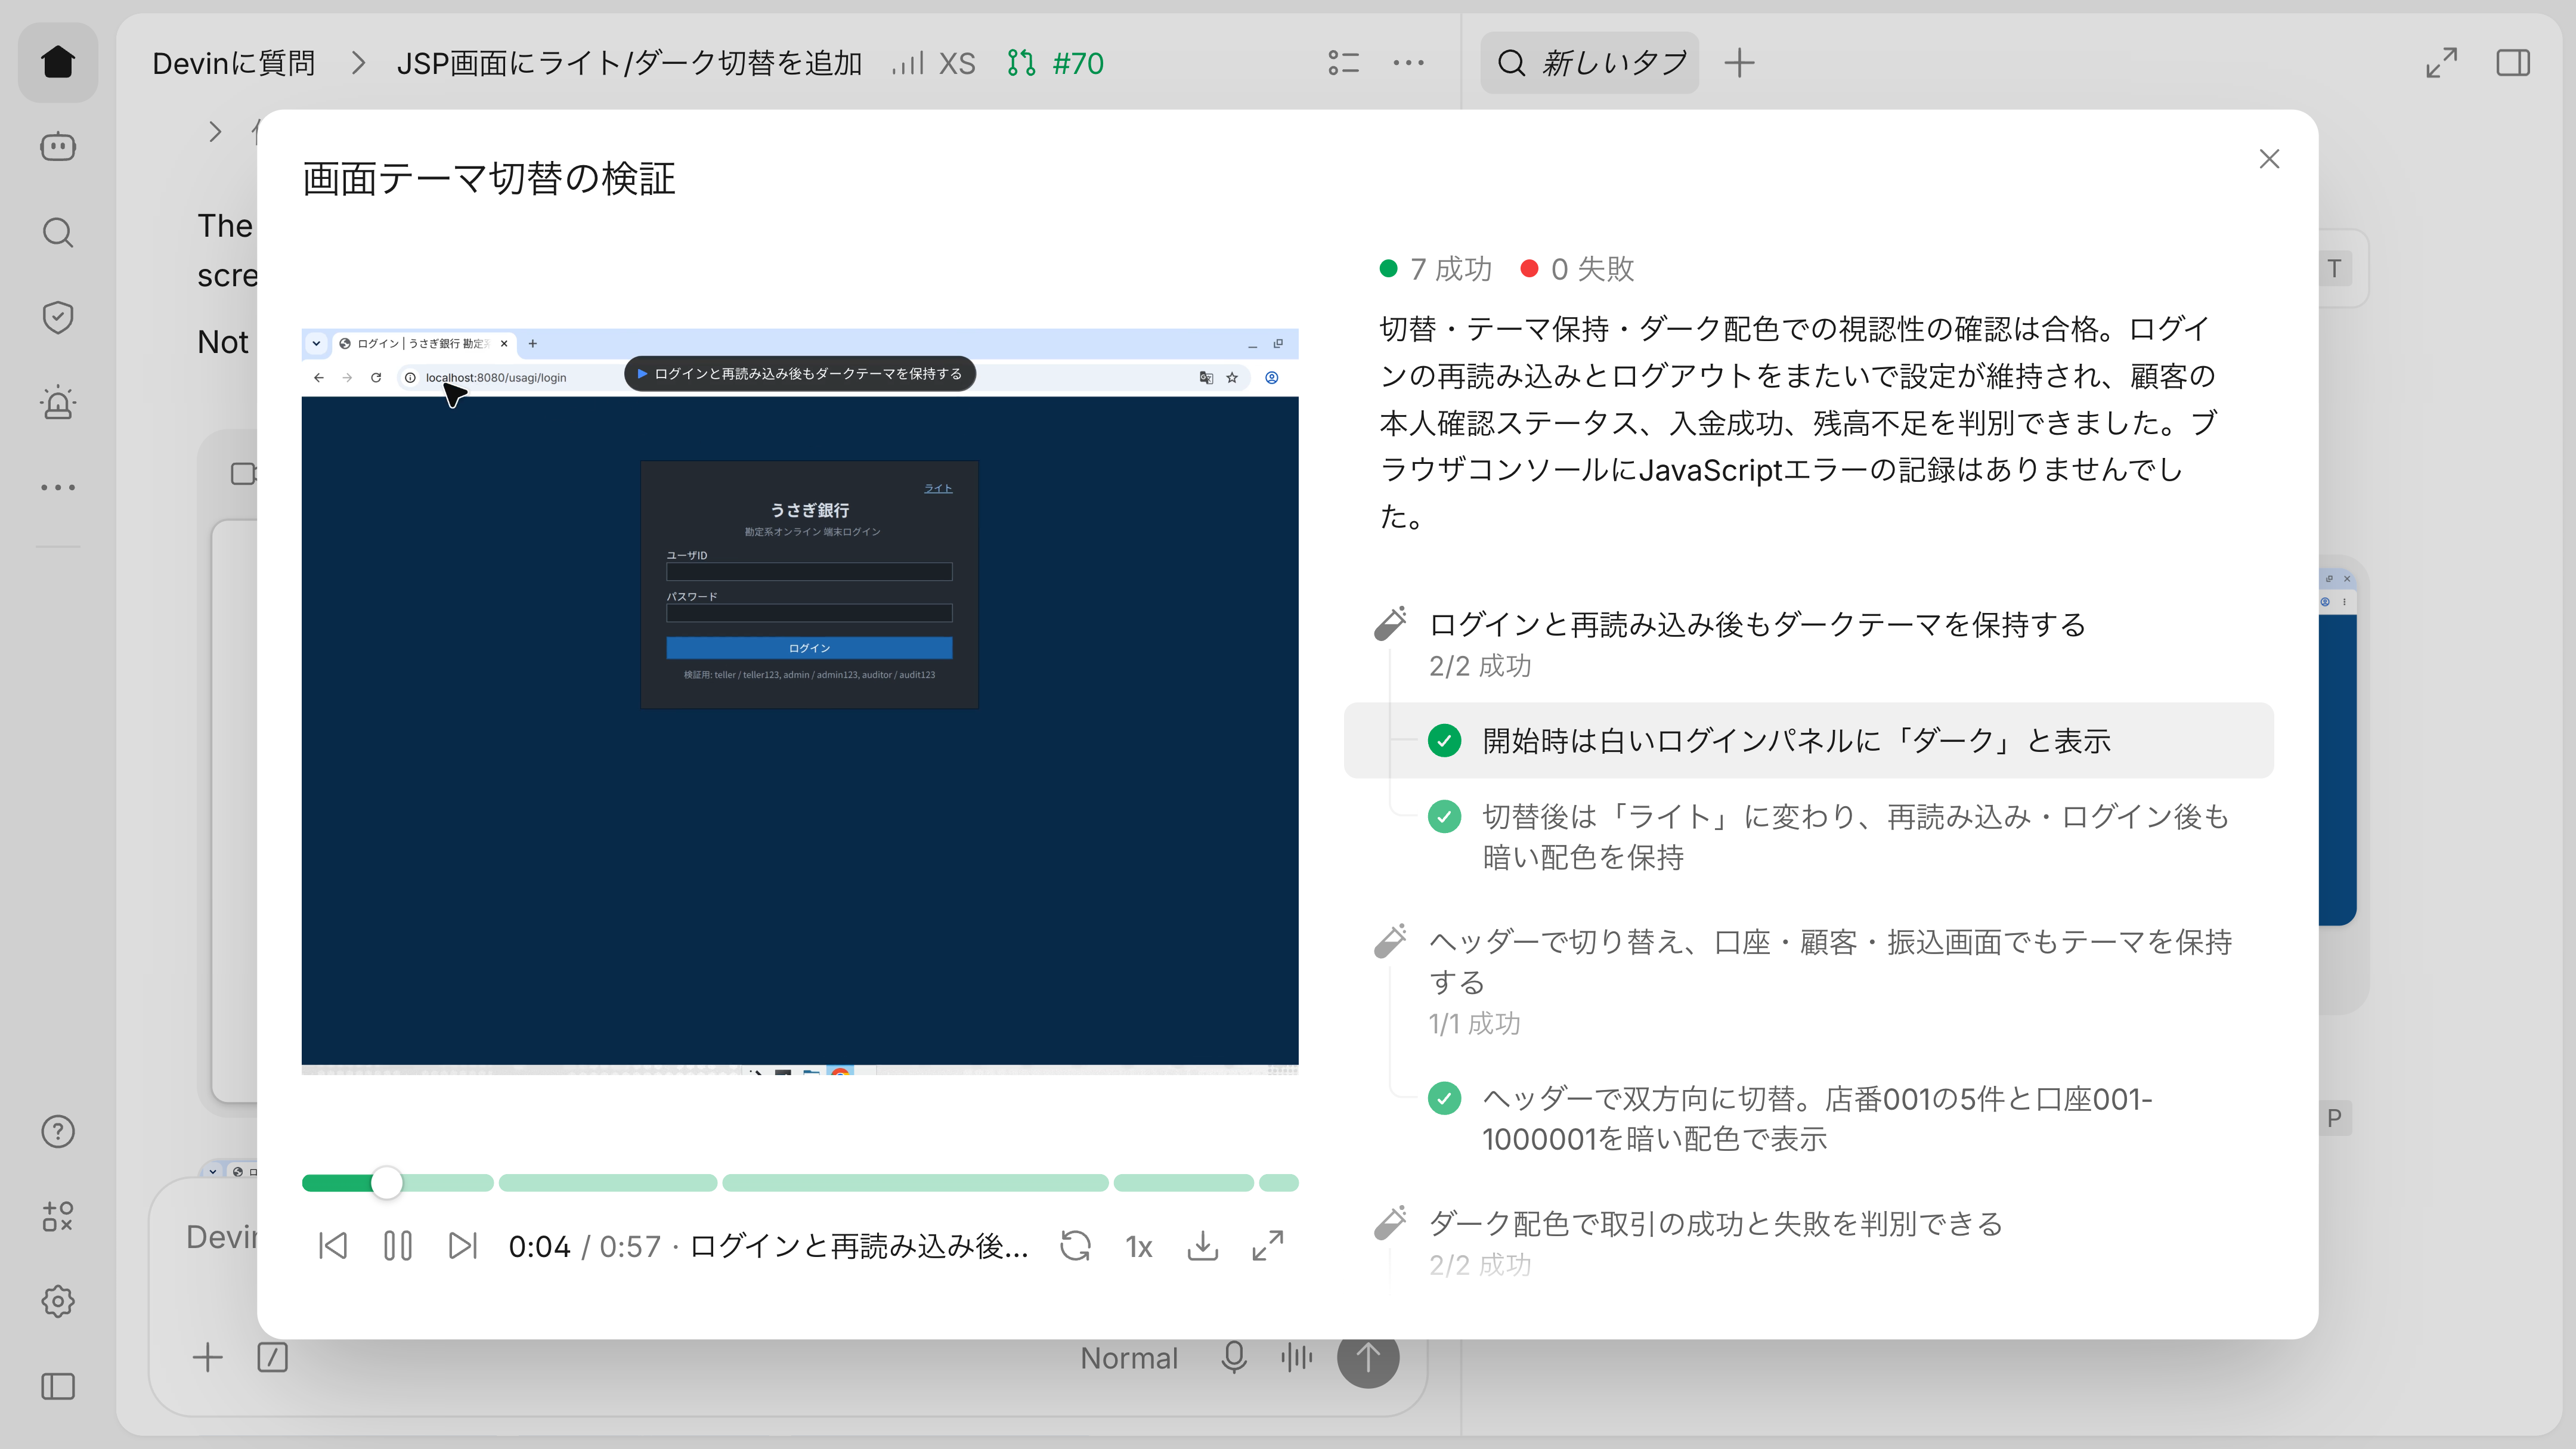 Devinに質問
JSP画面にライト/ダーク切替を追加
XS
#70
新しいタブ
The
scre
Not
T
P
Devin
Normal
画面テーマ切替の検証
ログイン | うさぎ銀行 勘定系
localhost:8080/usagi/login
ログインと再読み込み後もダークテーマを保持する
ライト
うさぎ銀行
勘定系オンライン 端末ログイン
ユーザID
パスワード
ログイン
検証用: teller / teller123, admin / admin123, auditor / audit123
0:04 / 0:57 · ログインと再読み込み後...
1x
7 成功
0 失敗
切替・テーマ保持・ダーク配色での視認性の確認は合格。ログイ
ンの再読み込みとログアウトをまたいで設定が維持され、顧客の
本人確認ステータス、入金成功、残高不足を判別できました。ブ
ラウザコンソールにJavaScriptエラーの記録はありませんでし
た。
ログインと再読み込み後もダークテーマを保持する
2/2 成功
開始時は白いログインパネルに「ダーク」と表示
切替後は「ライト」に変わり、再読み込み・ログイン後も
暗い配色を保持
ヘッダーで切り替え、口座・顧客・振込画面でもテーマを保持
する
1/1 成功
ヘッダーで双方向に切替。店番001の5件と口座001-
1000001を暗い配色で表示
ダーク配色で取引の成功と失敗を判別できる
2/2 成功